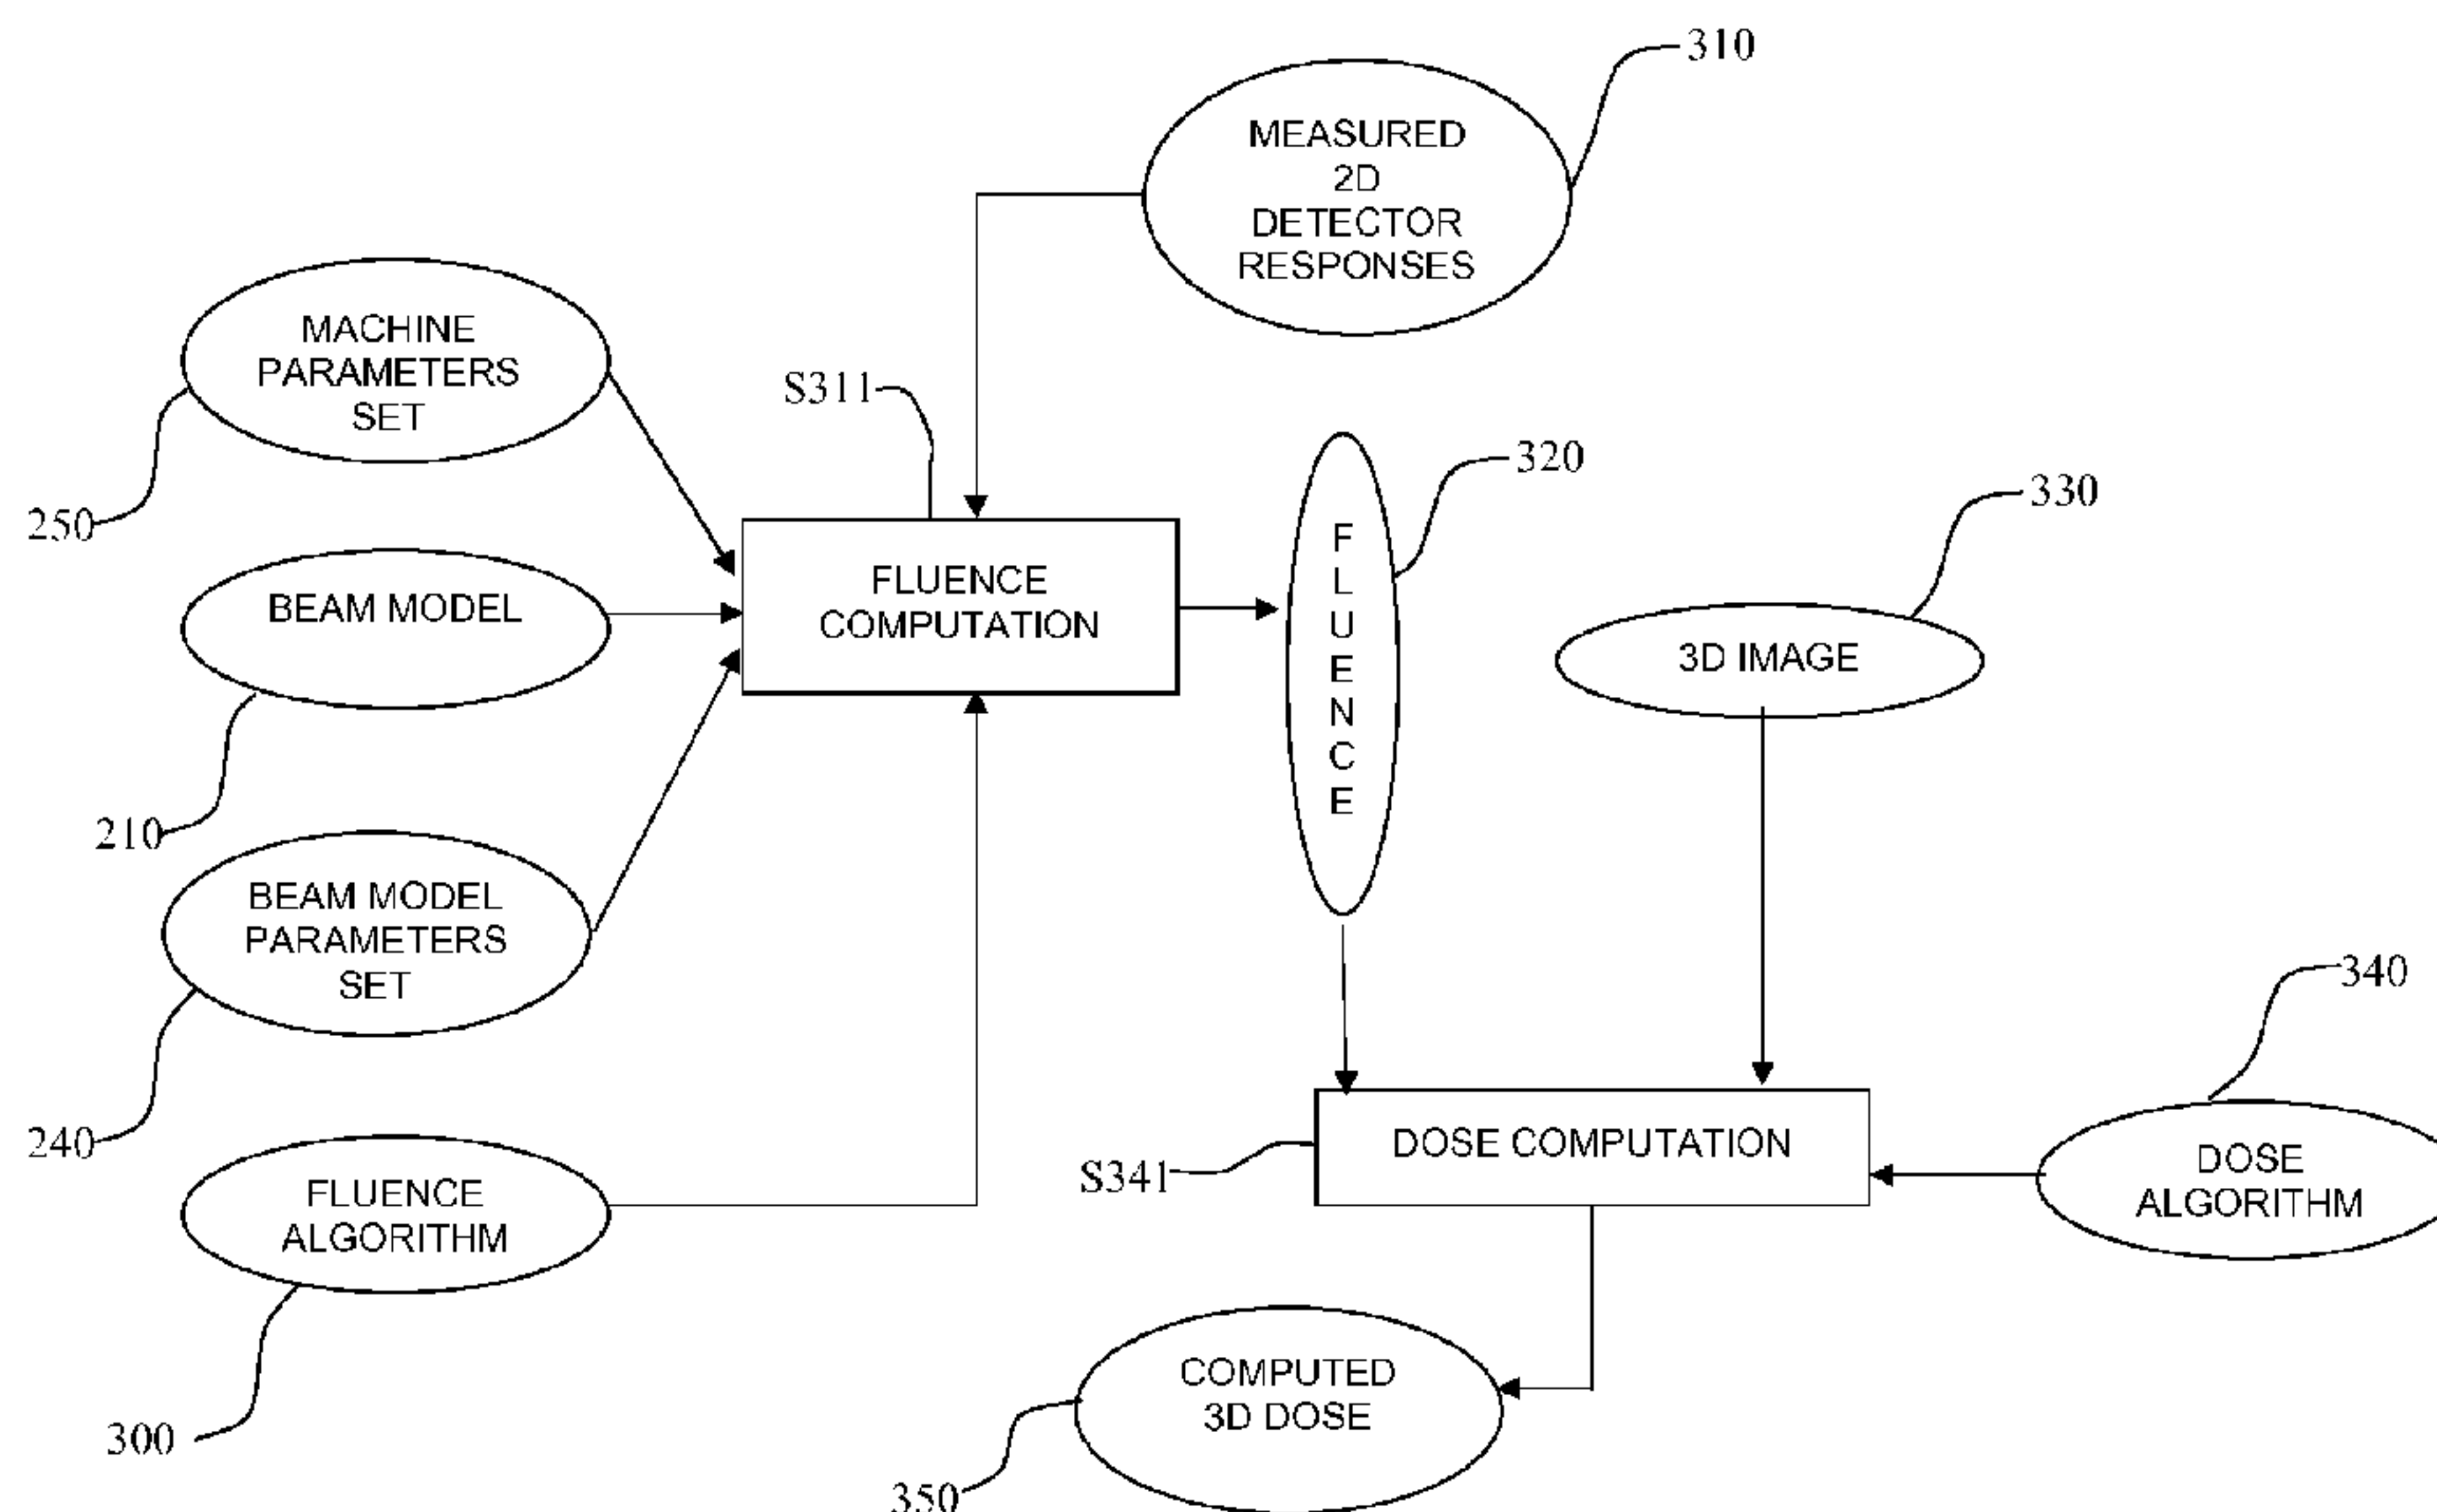 310
MEASURED
2D
DETECTOR
RESPONSES
MACHINE
PARAMETERS
SET
250
S311
FLUENCE
COMPUTATION
320
FLUENCE
330
3D IMAGE
BEAM MODEL
210
BEAM MODEL
PARAMETERS
SET
240
340
DOSE COMPUTATION
S341
DOSE
ALGORITHM
FLUENCE
ALGORITHM
300
COMPUTED
3D DOSE
350